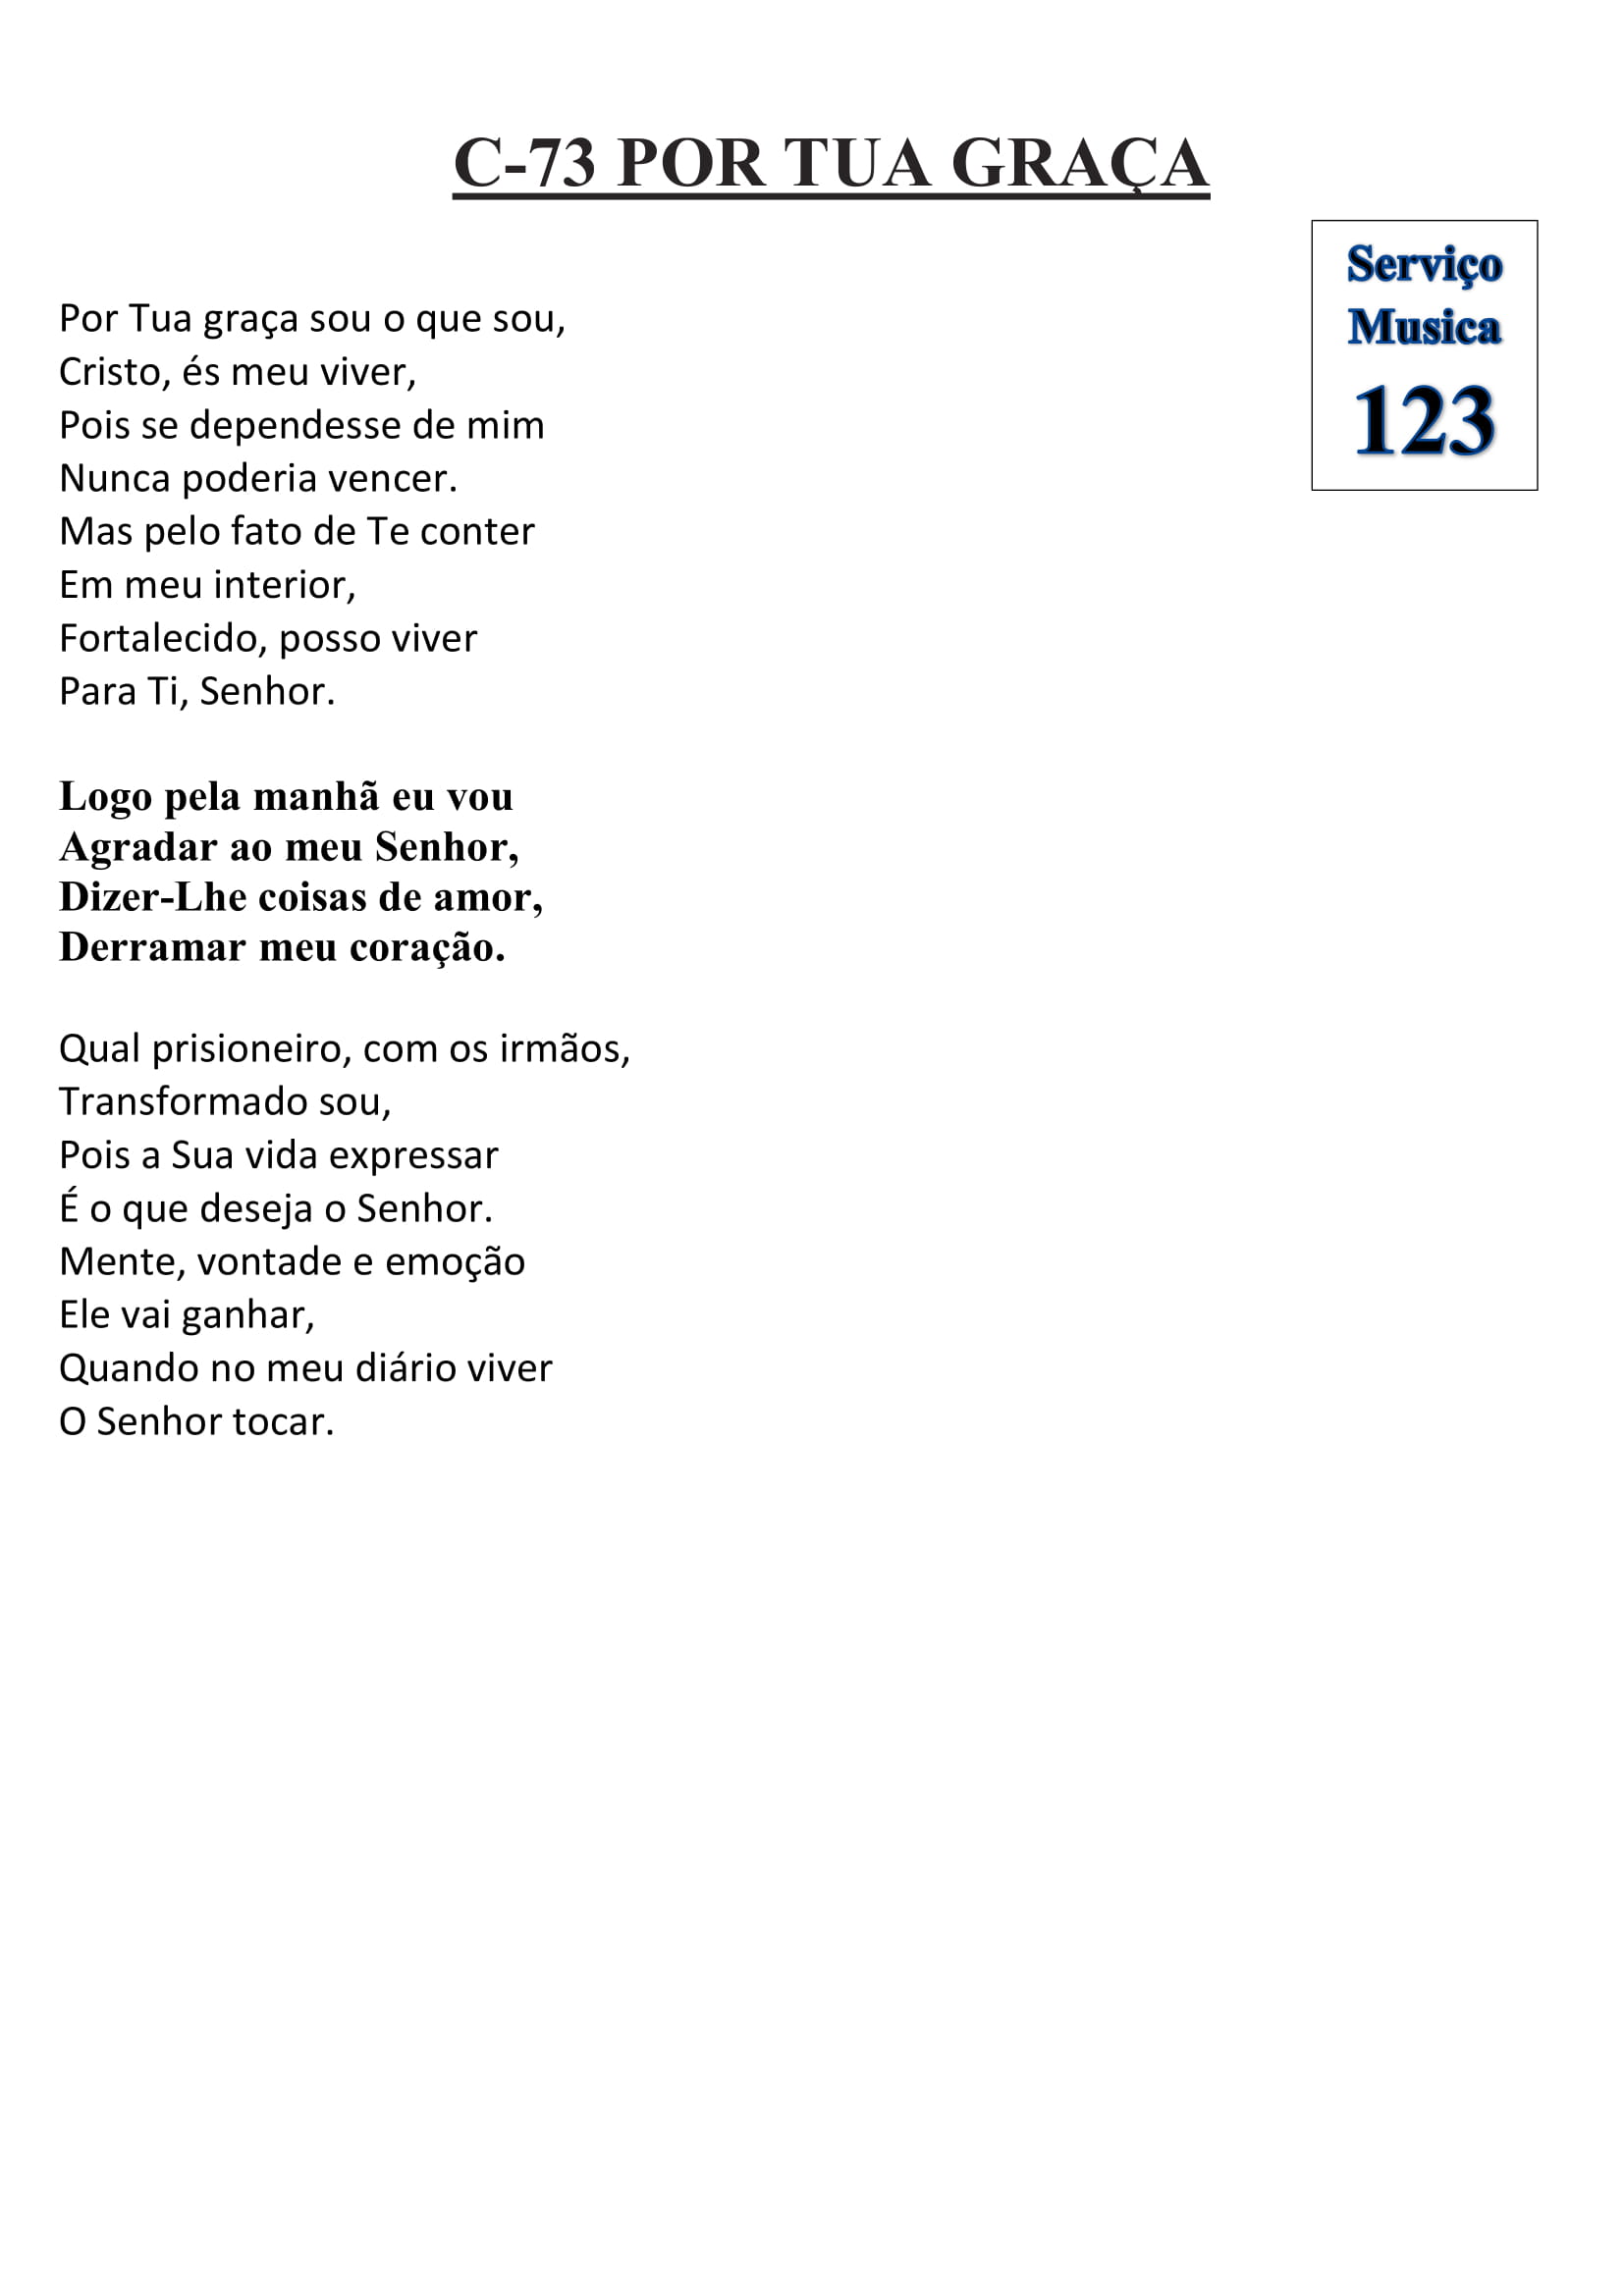 C-73 POR TUA GRAÇA
Serviço
Musica
123
Por Tua graça sou o que sou,
Cristo, és meu viver,
Pois se dependesse de mim
Nunca poderia vencer.
Mas pelo fato de Te conter
Em meu interior,
Fortalecido, posso viver
Para Ti, Senhor.
Logo pela manhã eu vou
Agradar ao meu Senhor,
Dizer-Lhe coisas de amor,
Derramar meu coração.
Qual prisioneiro, com os irmãos,
Transformado sou,
Pois a Sua vida expressar
É o que deseja o Senhor.
Mente, vontade e emoção
Ele vai ganhar,
Quando no meu diário viver
O Senhor tocar.